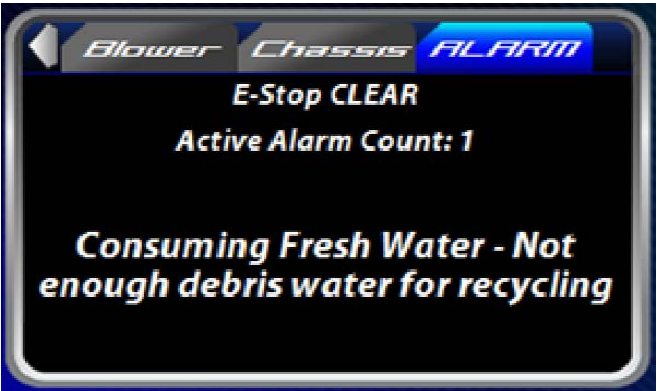 Blower Chassis ALARM
E-Stop CLEAR
Active Alarm Count: 1
Consuming Fresh Water - Not
enough debris water for recycling